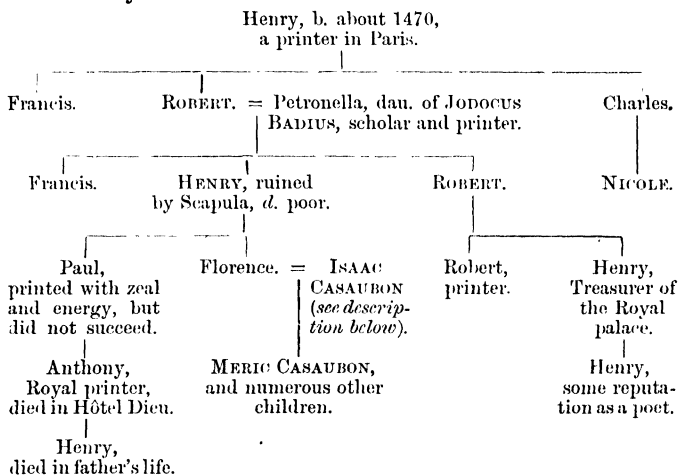 Henry, b. about 1470,
a printer in Paris.
Francis. ROBERT. = Petronella, dau. of JODOCUS Charles.
BADIUS, scholar and printer.
Francis. HENRY, ruined ROBERT. NICOLE.
by Scapula, d. poor.
Paul, Florence. = ISAAC Robert, Henry,
printed with zeal CASAUBON printer. Treasurer of
and energy, but (see descrip- the Royal
did not succeed. tion below). palace.
Anthony, MERIC CASAUBON, Henry,
Royal printer, and numerous other some reputa-
died in Hôtel Dieu. children. tion as a poet.
Henry,
died in father's life.